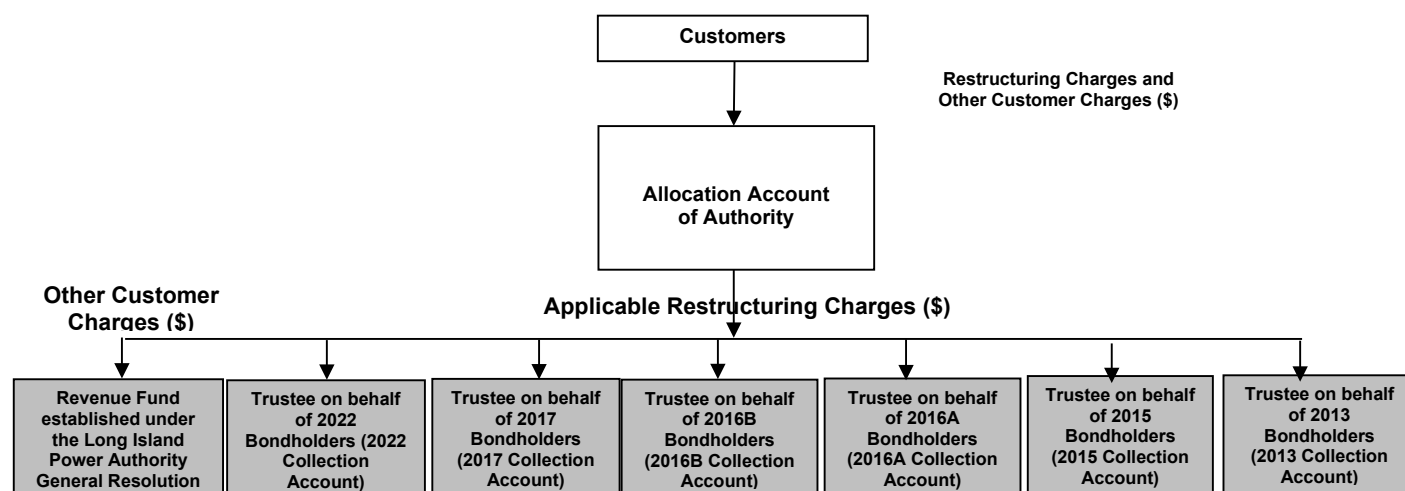 Customers
Restructuring Charges and
Other Customer Charges ($)
Allocation Account
of Authority
Other Customer
Charges ($)
Applicable Restructuring Charges ($)
Revenue Fund
established under
the Long Island
Power Authority
General Resolution
Trustee on behalf
of 2022
Bondholders (2022
Collection
Account)
Trustee on behalf
of 2017
Bondholders
(2017 Collection
Account)
Trustee on behalf
of 2016B
Bondholders
(2016B Collection
Account)
Trustee on behalf
of 2016A
Bondholders
(2016A Collection
Account)
Trustee on behalf
of 2015
Bondholders
(2015 Collection
Account)
Trustee on behalf
of 2013
Bondholders
(2013 Collection
Account)